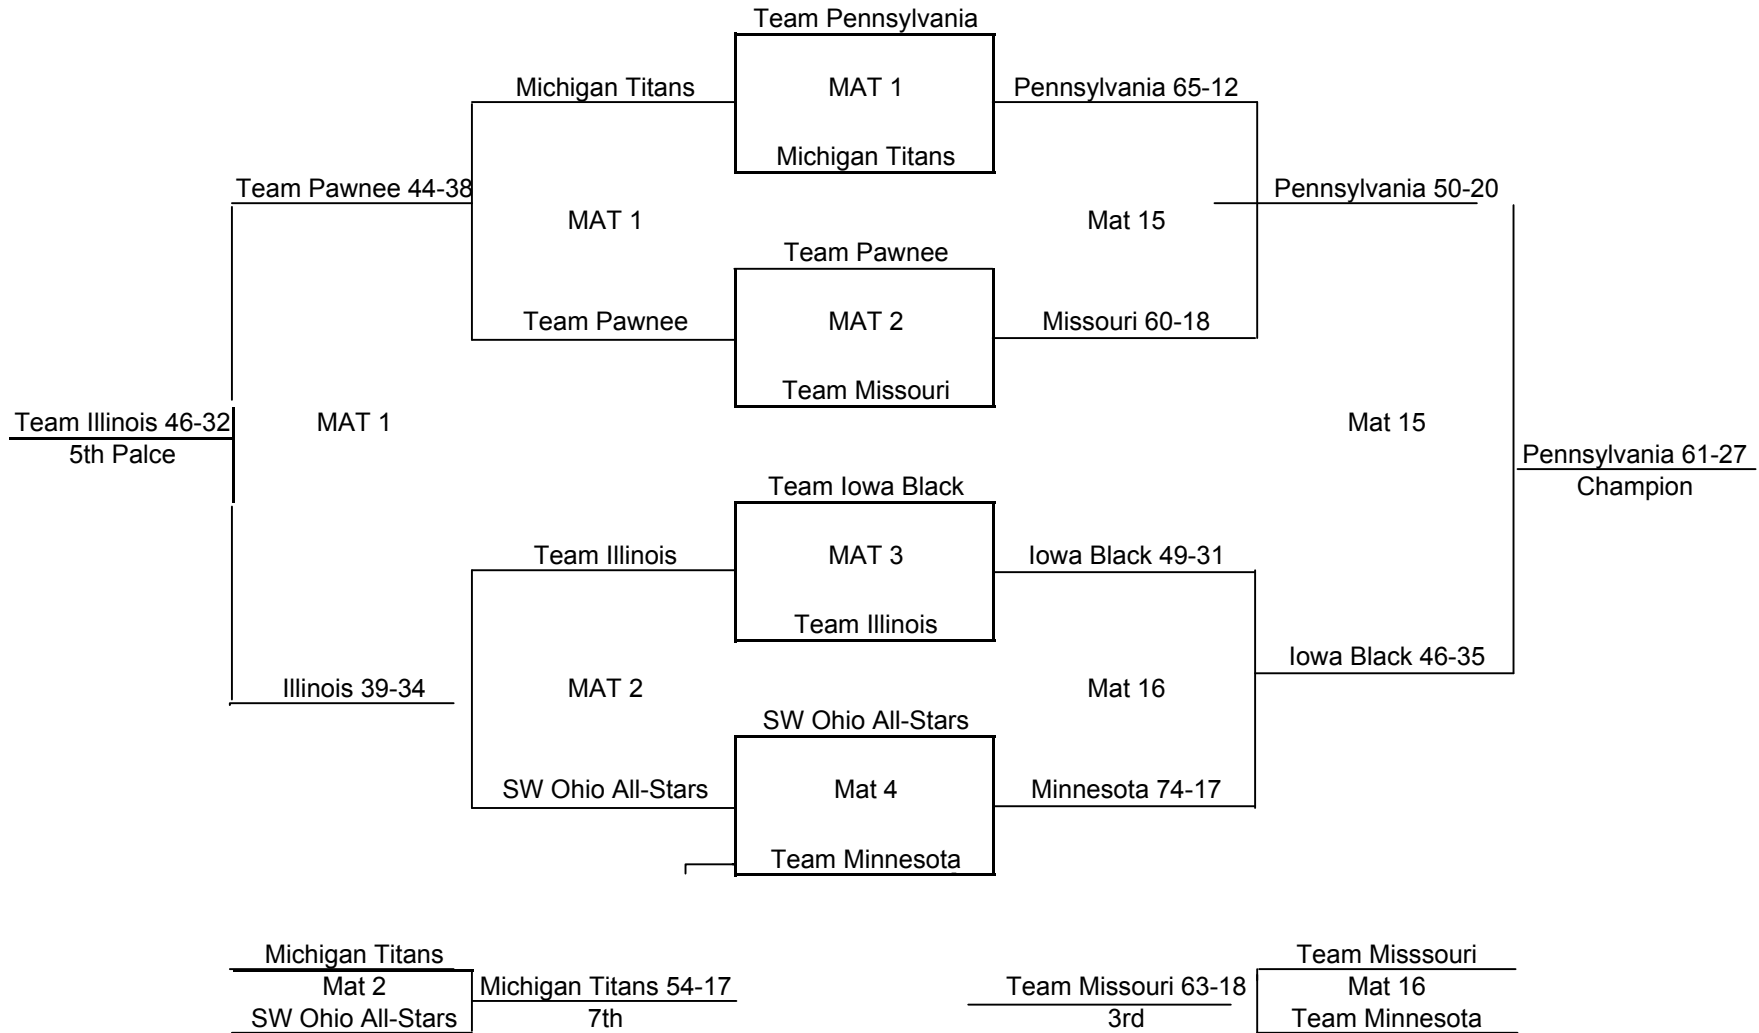 Team Pennsylvania
Michigan Titans
MAT 1
Pennsylvania 65-12
Michigan Titans
Team Pawnee 44-38
Pennsylvania 50-20
MAT 1
Mat 15
Team Pawnee
Team Pawnee
MAT 2
Missouri 60-18
Team Missouri
Team Illinois 46-32
MAT 1
Mat 15
5th Palce
Pennsylvania 61-27
Champion
Team Iowa Black
Team Illinois
MAT 3
Iowa Black 49-31
Team Illinois
Iowa Black 46-35
Illinois 39-34
MAT 2
Mat 16
SW Ohio All-Stars
SW Ohio All-Stars
Mat 4
Minnesota 74-17
Team Minnesota
Michigan Titans
Mat 2
Michigan Titans 54-17
SW Ohio All-Stars
7th
Team Misssouri
Team Missouri 63-18
Mat 16
3rd
Team Minnesota